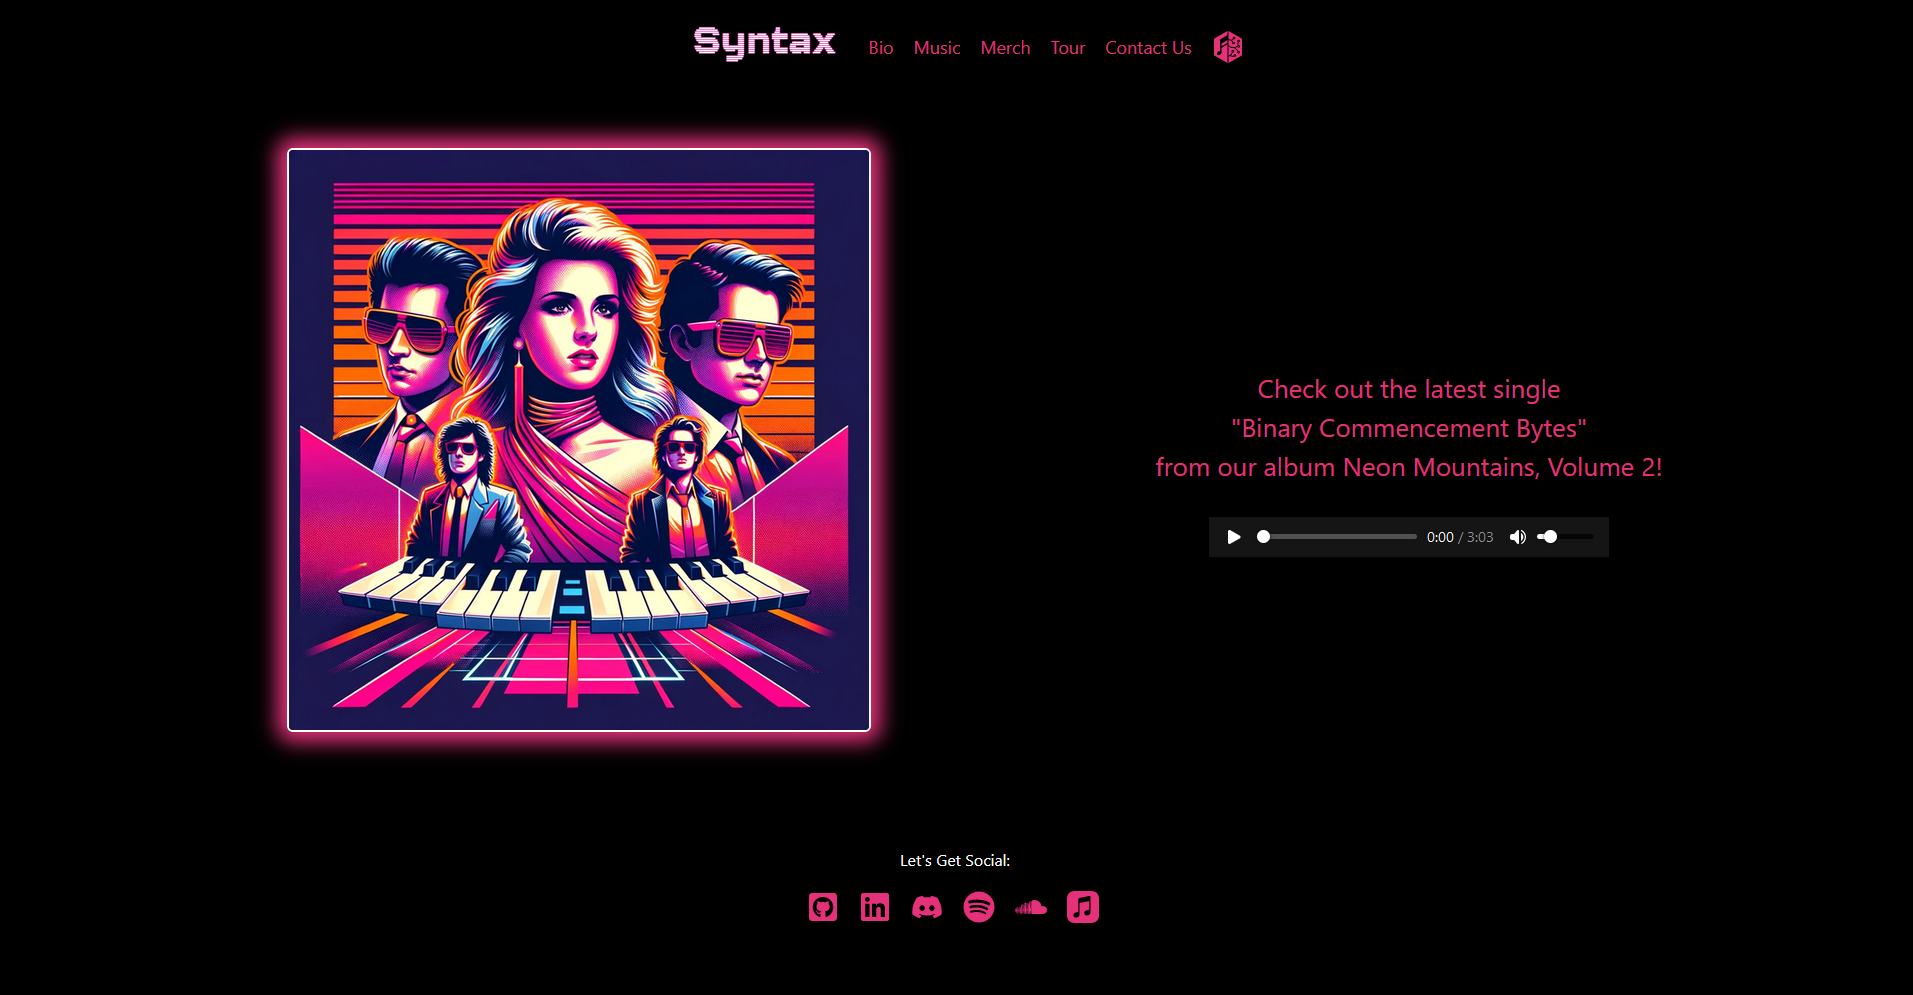 Syntax
Bio
Music
Merch
Tour
Contact Us
Check out the latest single
"Binary Commencement Bytes"
from our album Neon Mountains, Volume 2!
0:00 / 3:03
Let's Get Social:
in